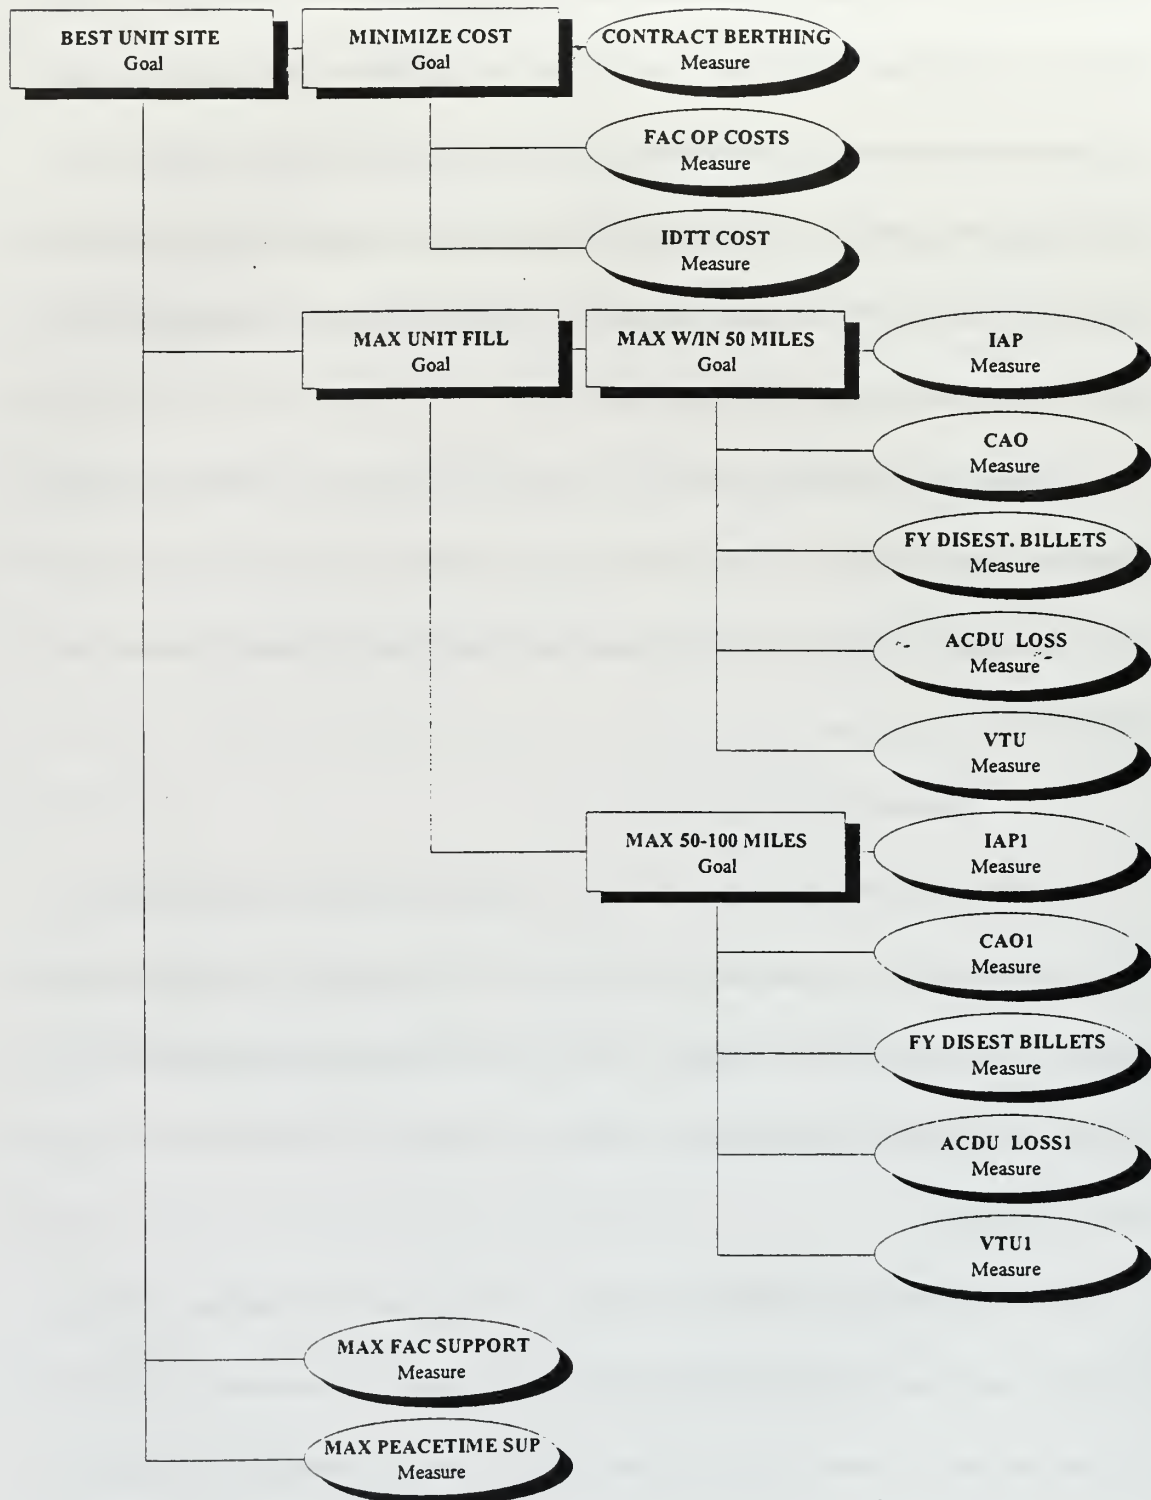 BEST UNIT SITE
Goal
MINIMIZE COST
Goal
CONTRACT BERTHING
Measure
FAC OP COSTS
Measure
IDTT COST
Measure
MAX UNIT FILL
Goal
MAX W/IN 50 MILES
Goal
IAP
Measure
CAO
Measure
FY DISEST. BILLETS
Measure
ACDU LOSS
Measure
VTU
Measure
MAX 50-100 MILES
Goal
IAP1
Measure
CAO1
Measure
FY DISEST BILLETS
Measure
ACDU LOSS1
Measure
VTU1
Measure
MAX FAC SUPPORT
Measure
MAX PEACETIME SUP
Measure